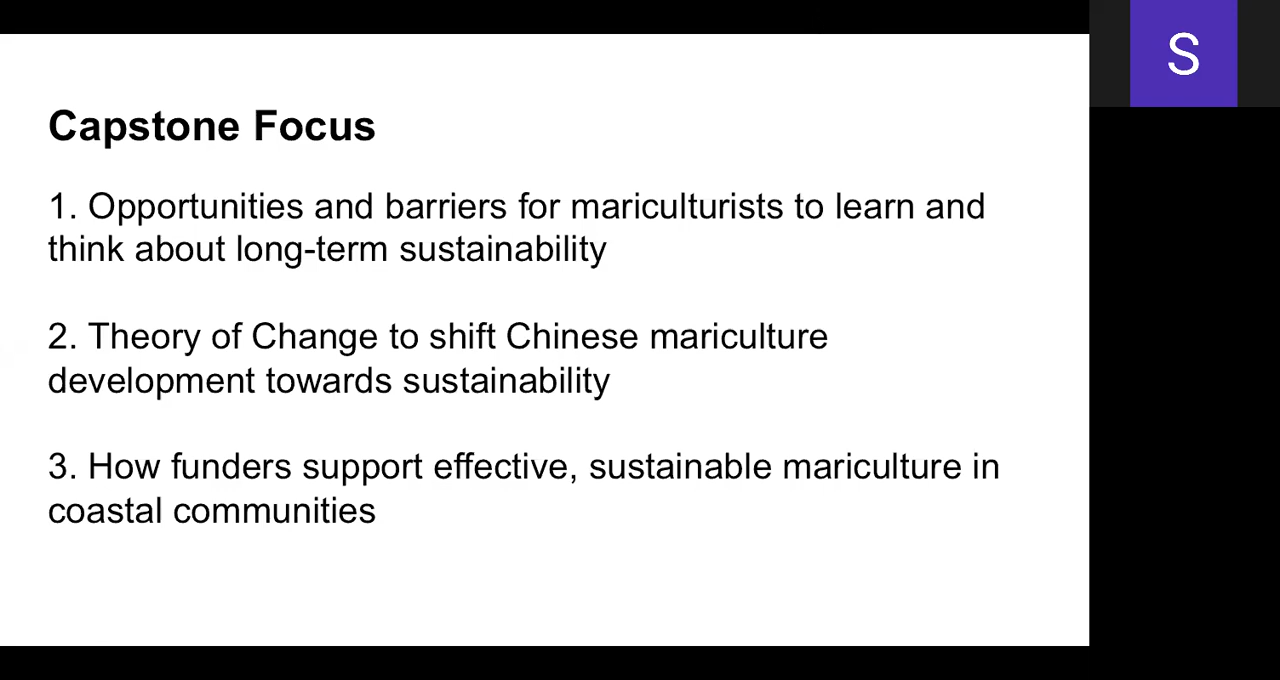 Capstone Focus
1. Opportunities and barriers for mariculturists to learn and
think about long-term sustainability
2. Theory of Change to shift Chinese mariculture
development towards sustainability
3. How funders support effective, sustainable mariculture in
coastal communities
S